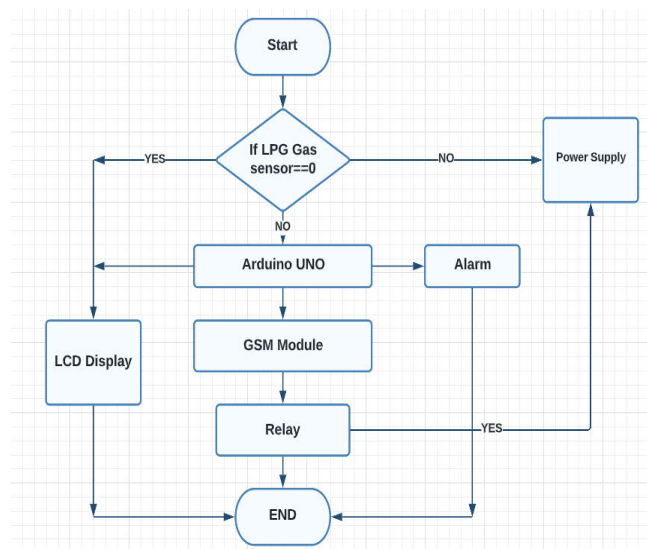 Start
If LPG Gas
sensor==0
YES
NO
Power Supply
NO
Arduino UNO
Alarm
GSM Module
LCD Display
Relay
YES
END